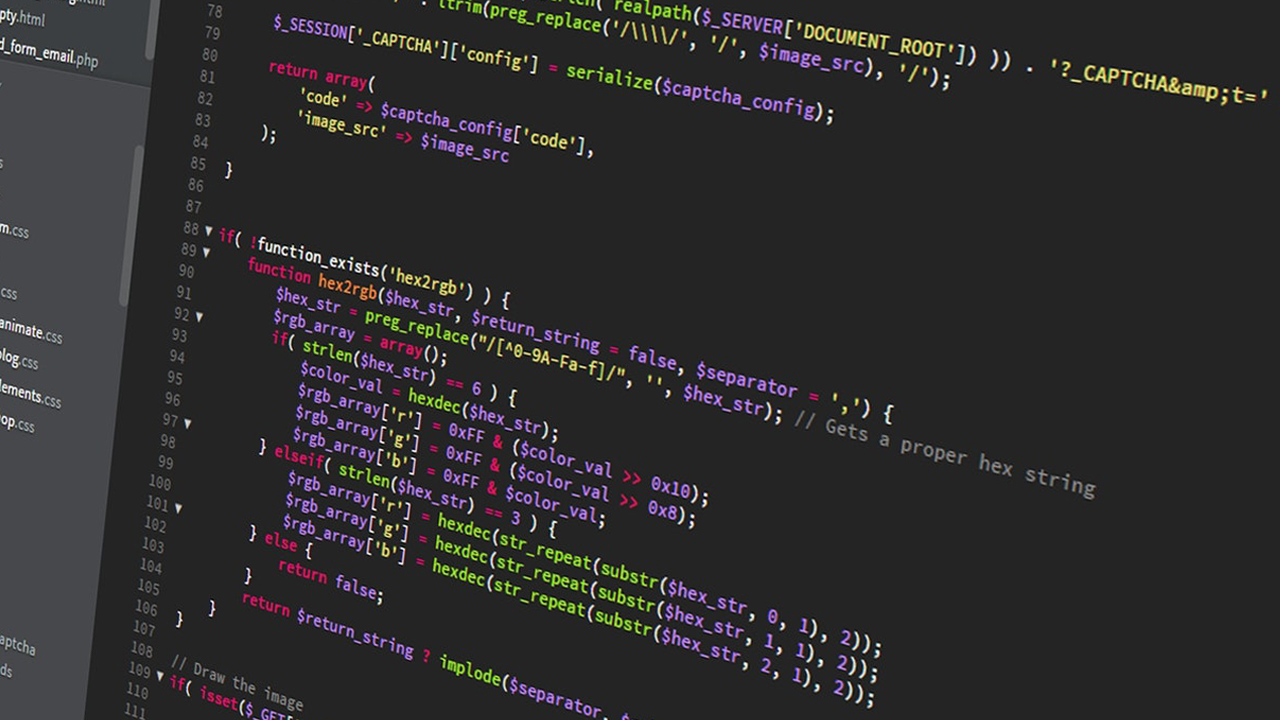 pty.html
d_form_email.php
m.css
.css
animate.css
blog.css
lements.css
op.css
aptcha
ds
realpath($_SERVER['DOCUMENT_ROOT']) )) . '?_CAPTCHA&amp;t='
ltrim(preg_replace('/\\\\/', '/', $image_src), '/');
78 $_SESSION['_CAPTCHA']['config'] = serialize($captcha_config);
79
80 return array(
81 'code' => $captcha_config['code'],
82 'image_src' => $image_src
83 );
84
85 }
86
87
88 if( !function_exists('hex2rgb') ) {
89 function hex2rgb($hex_str, $return_string = false, $separator = ',') {
90 $hex_str = preg_replace("/[^0-9A-Fa-f]/", '', $hex_str); // Gets a proper hex string
91 $rgb_array = array();
92 if( strlen($hex_str) == 6 ) {
93 $color_val = hexdec($hex_str);
94 $rgb_array['r'] = 0xFF & ($color_val >> 0x10);
95 $rgb_array['g'] = 0xFF & ($color_val >> 0x8);
96 $rgb_array['b'] = 0xFF & $color_val;
97 } elseif( strlen($hex_str) == 3 ) {
98 $rgb_array['r'] = hexdec(str_repeat(substr($hex_str, 0, 1), 2));
99 $rgb_array['g'] = hexdec(str_repeat(substr($hex_str, 1, 1), 2));
100 $rgb_array['b'] = hexdec(str_repeat(substr($hex_str, 2, 1), 2));
101 } else {
102 return false;
103 }
104 return $return_string ? implode($separator,
105 }
106 }
107
108 // Draw the image
109 if( isset($_GET[
110
111